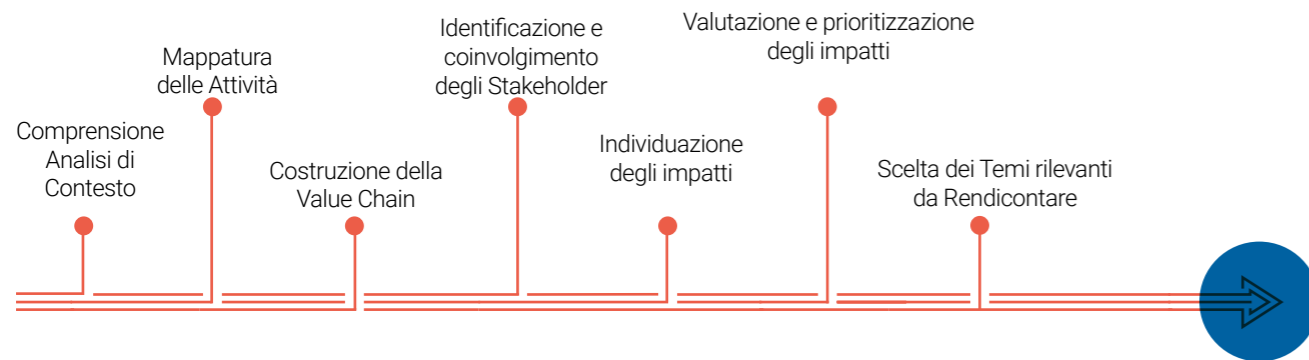 Comprensione
Analisi di
Contesto
Mappatura
delle Attività
Costruzione della
Value Chain
Identificazione e
coinvolgimento
degli Stakeholder
Individuazione
degli impatti
Valutazione e prioritizzazione
degli impatti
Scelta dei Temi rilevanti
da Rendicontare